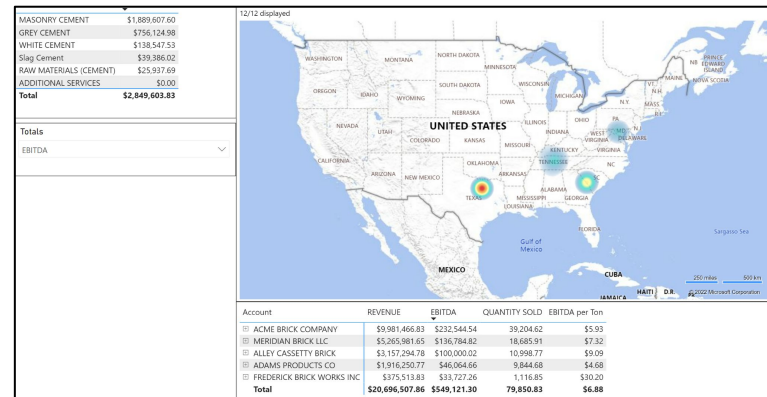 MASONRY CEMENT $1,889,607.60
GREY CEMENT $756,124.98
WHITE CEMENT $138,547.53
Slag Cement $39,386.02
RAW MATERIALS (CEMENT) $25,937.69
ADDITIONAL SERVICES $0.00
Total $2,849,603.83
Totals
EBITDA
12/12 displayed
WASHINGTON
MONTANA
NORTH DAKOTA
MINNESOTA
OREGON
IDAHO
WYOMING
SOUTH DAKOTA
WISCONSIN
MICHIGAN
NB
PRINCE EDWARD ISLAND
NOVA SCOTIA
MAINE
VT.
N.H.
MASS
N.Y.
R.I.
IOWA
NEBRASKA
NEVADA
UTAH
COLORADO
UNITED STATES
KANSAS
MISSOURI
ILLINOIS
INDIANA
OHIO
PA
N.J.
MD
DELAWARE
WEST VIRGINIA
VIRGINIA
KENTUCKY
CALIFORNIA
ARIZONA
NEW MEXICO
OKLAHOMA
ARKANSAS
TENNESSEE
NC
SC
TEXAS
LOUISIANA
MISSISSIPPI
ALABAMA
GEORGIA
FLORIDA
Gulf of
Mexico
Sargasso Sea
MEXICO
CUBA
HAITI
D.R.
PR
JAMAICA
250 miles 500 km
© 2022 Microsoft Corporation
Account REVENUE EBITDA QUANTITY SOLD EBITDA per Ton
ACME BRICK COMPANY $9,981,466.83 $232,544.54 39,204.62 $5.93
MERIDIAN BRICK LLC $5,265,981.65 $136,784.82 18,685.91 $7.32
ALLEY CASSETTY BRICK $3,157,294.78 $100,000.02 10,998.77 $9.09
ADAMS PRODUCTS CO $1,916,250.77 $46,064.66 9,844.68 $4.68
FREDERICK BRICK WORKS INC $375,513.83 $33,727.26 1,116.85 $30.20
Total $20,696,507.86 $549,121.30 79,850.83 $6.88